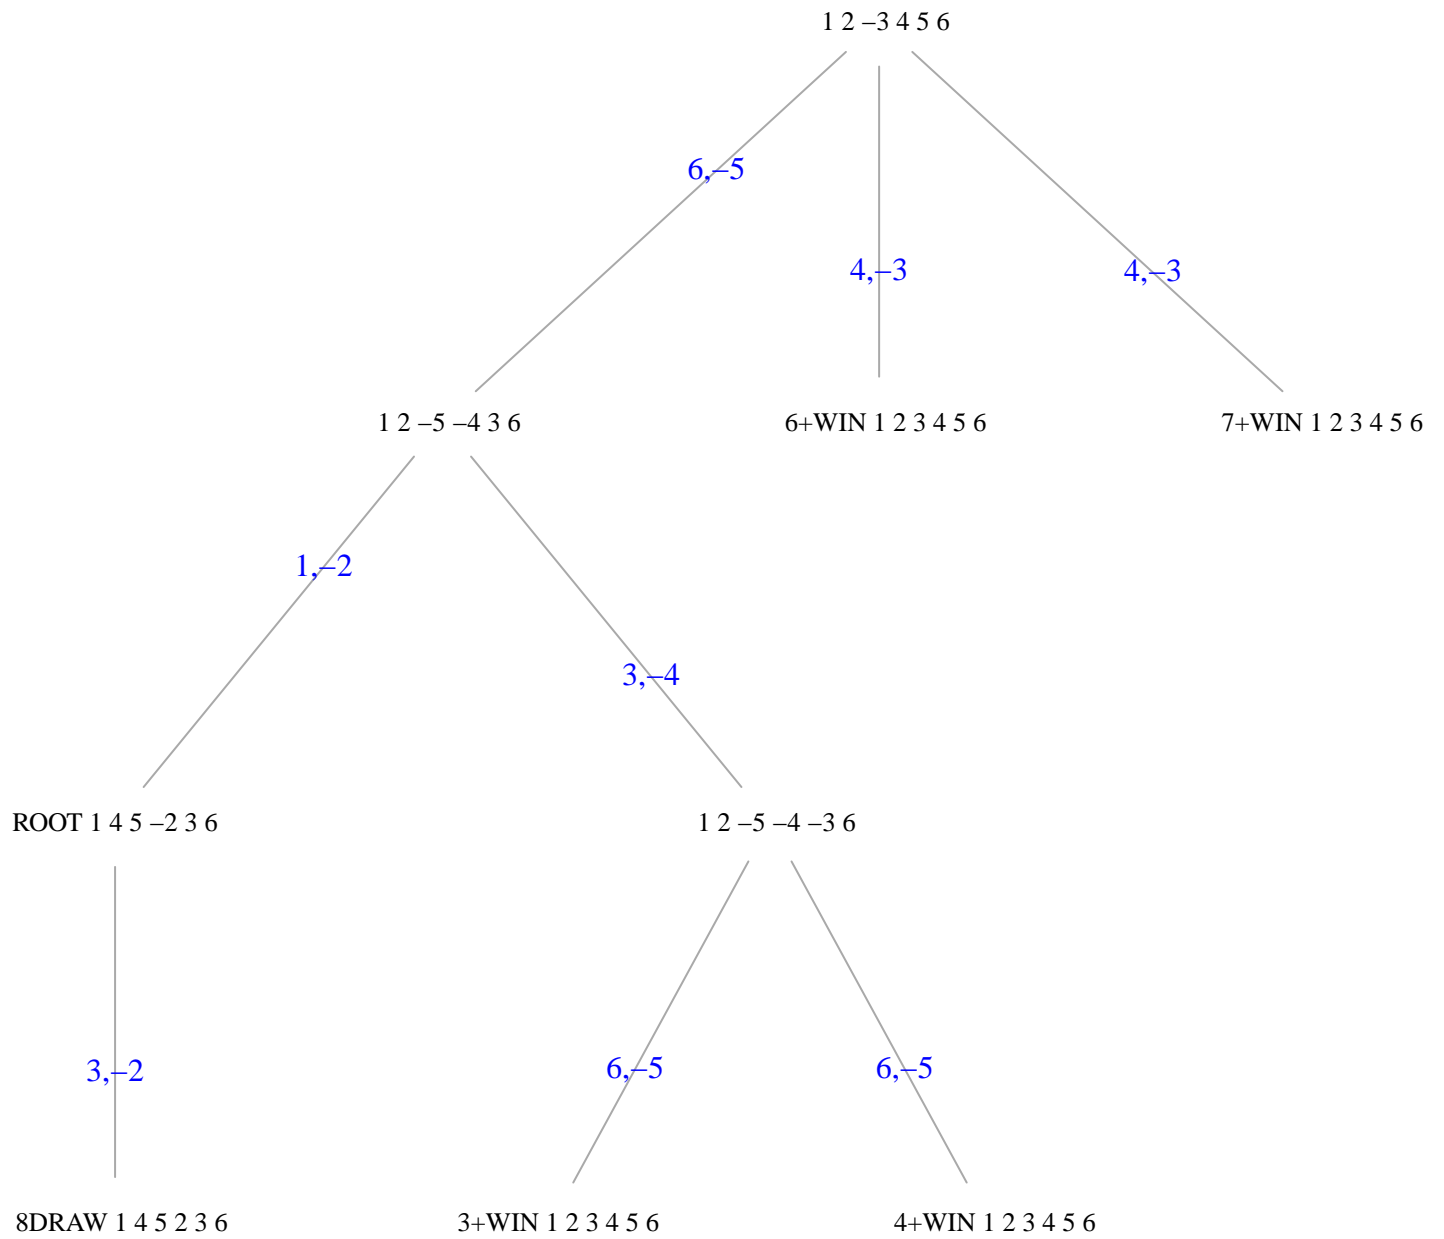 1 2 –3 4 5 6
6,–5
4,–3
4,–3
1 2 –5 –4 3 6
6+WIN 1 2 3 4 5 6
7+WIN 1 2 3 4 5 6
1,–2
3,–4
ROOT 1 4 5 –2 3 6
1 2 –5 –4 –3 6
3,–2
6,–5
6,–5
8DRAW 1 4 5 2 3 6
3+WIN 1 2 3 4 5 6
4+WIN 1 2 3 4 5 6